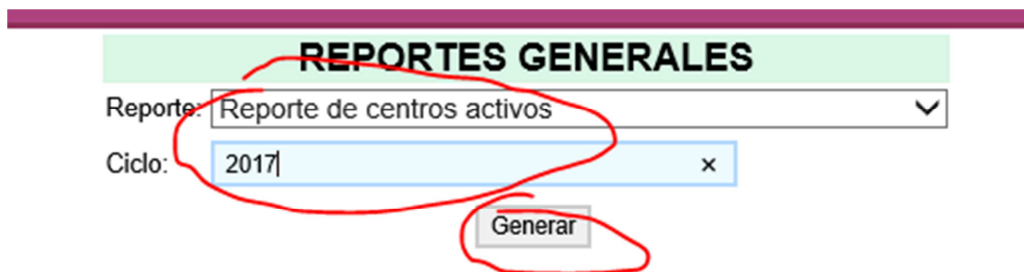 REPORTES GENERALES
Reporte: Reporte de centros activos
Ciclo: 2017
Generar